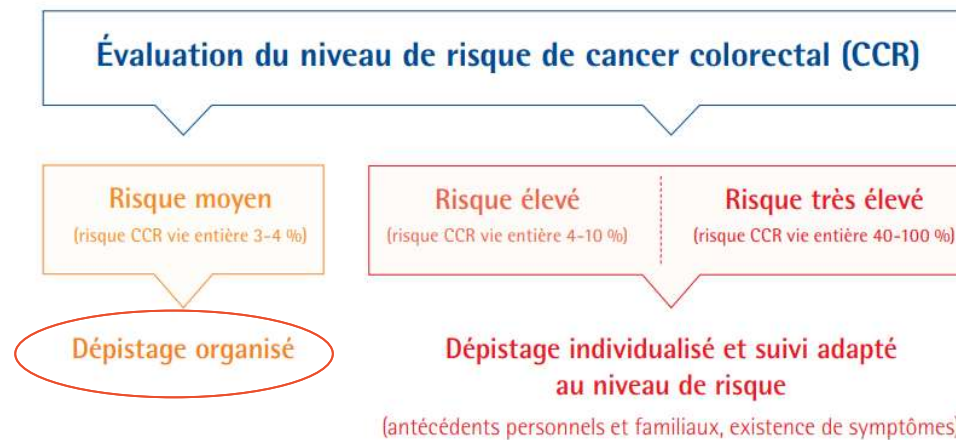 Évaluation du niveau de risque de cancer colorectal (CCR)
Risque moyen
(risque CCR vie entière 3-4 %)
Risque élevé
(risque CCR vie entière 4-10 %)
Risque très élevé
(risque CCR vie entière 40-100 %)
Dépistage organisé
Dépistage individualisé et suivi adapté
au niveau de risque
(antécédents personnels et familiaux, existence de symptômes)